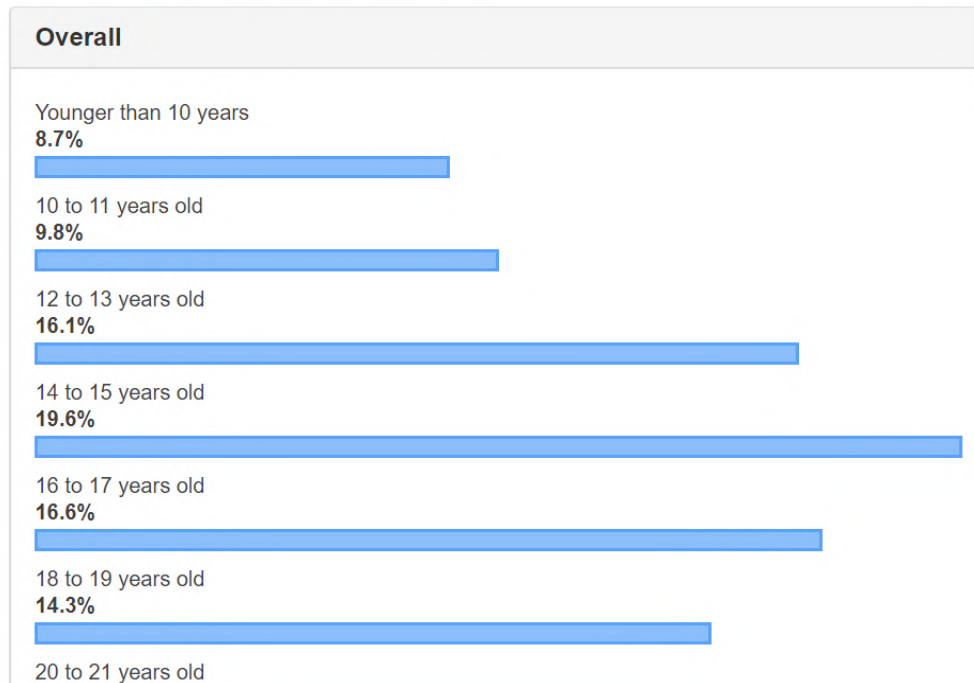 Overall
Younger than 10 years
8.7%
10 to 11 years old
9.8%
12 to 13 years old
16.1%
14 to 15 years old
19.6%
16 to 17 years old
16.6%
18 to 19 years old
14.3%
20 to 21 years old